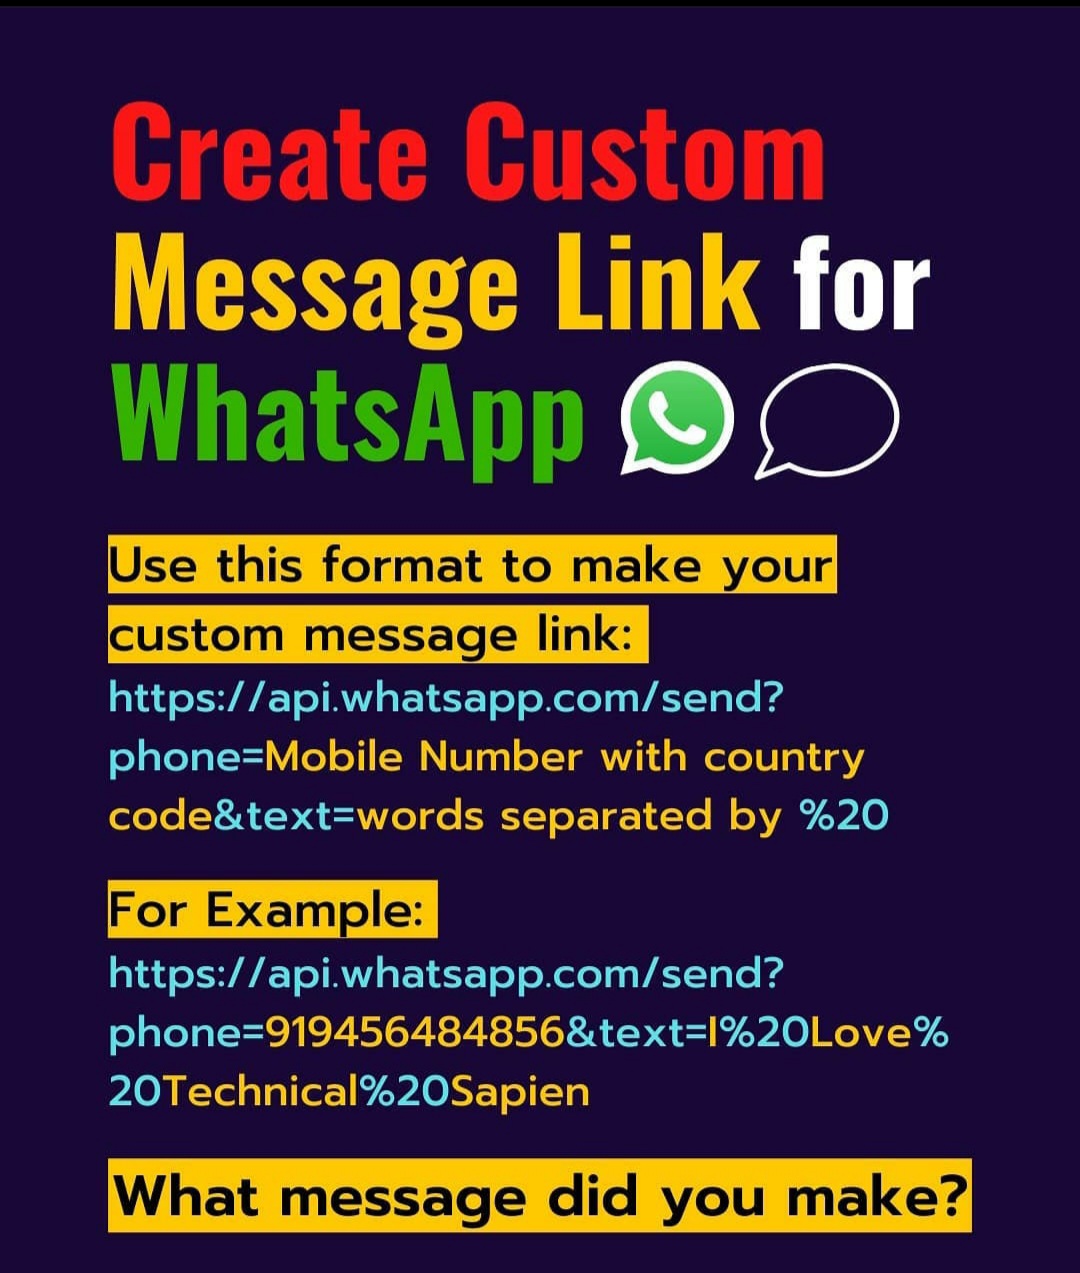 Create Custom
Message Link for
WhatsApp
Use this format to make your
custom message link:
https://api.whatsapp.com/send?
phone=Mobile Number with country
code&text=words separated by %20
For Example:
https://api.whatsapp.com/send?
phone=919456484856&text=I%20Love%
20Technical%20Sapien
What message did you make?